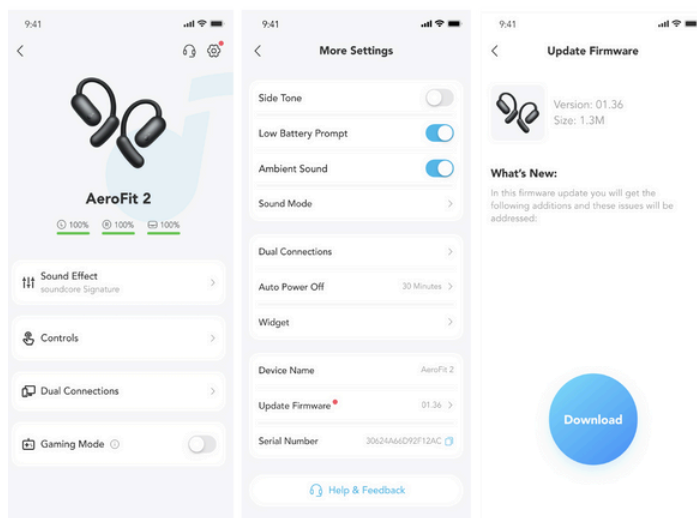 9:41
AeroFit 2
L 100%
R 100%
100%
Sound Effect
soundcore Signature
Controls
Dual Connections
Gaming Mode
9:41
More Settings
Side Tone
Low Battery Prompt
Ambient Sound
Sound Mode
Dual Connections
Auto Power Off 30 Minutes
Widget
Device Name AeroFit 2
Update Firmware 01.36
Serial Number 30624A66D92F12AC
Help & Feedback
9:41
Update Firmware
Version: 01.36
Size: 1.3M
What's New:
In this firmware update you will get the
following additions and these issues will be
addressed:
Download